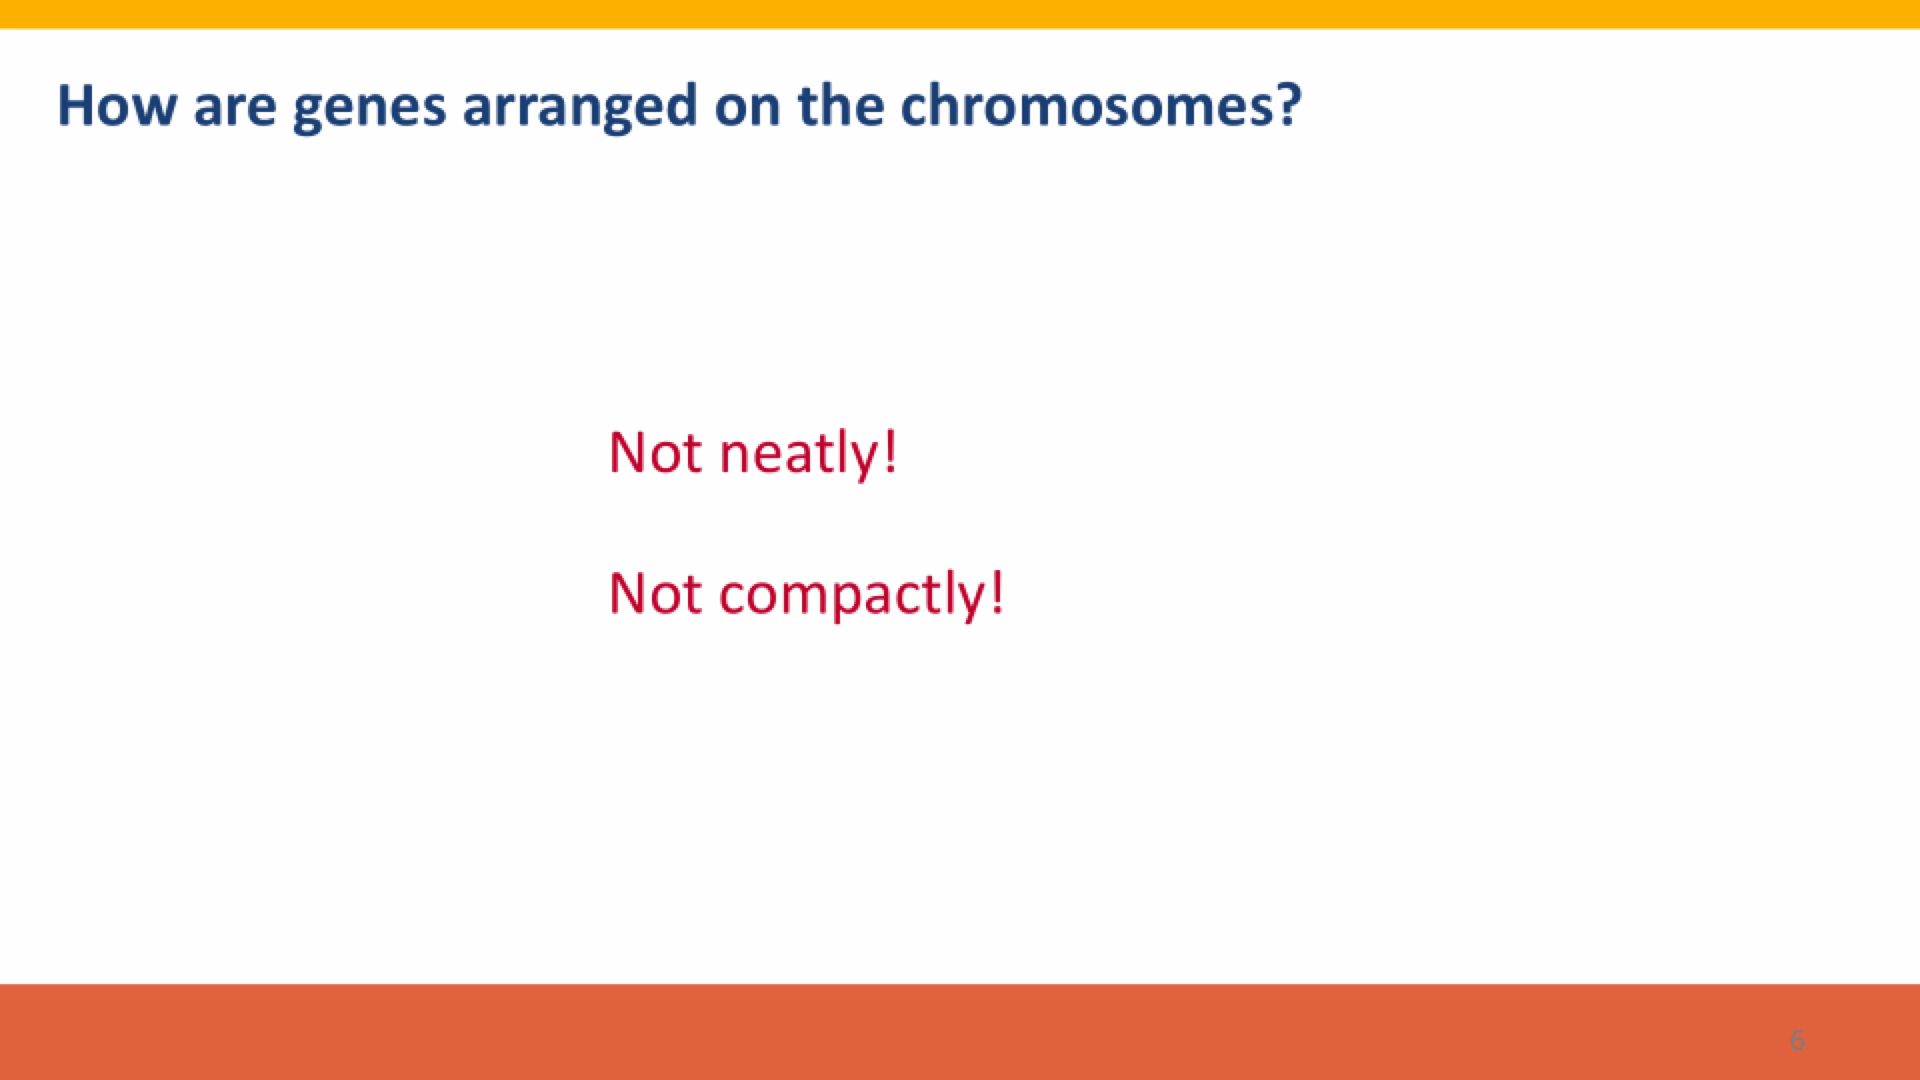 How are genes arranged on the chromosomes?
Not neatly!
Not compactly!
6